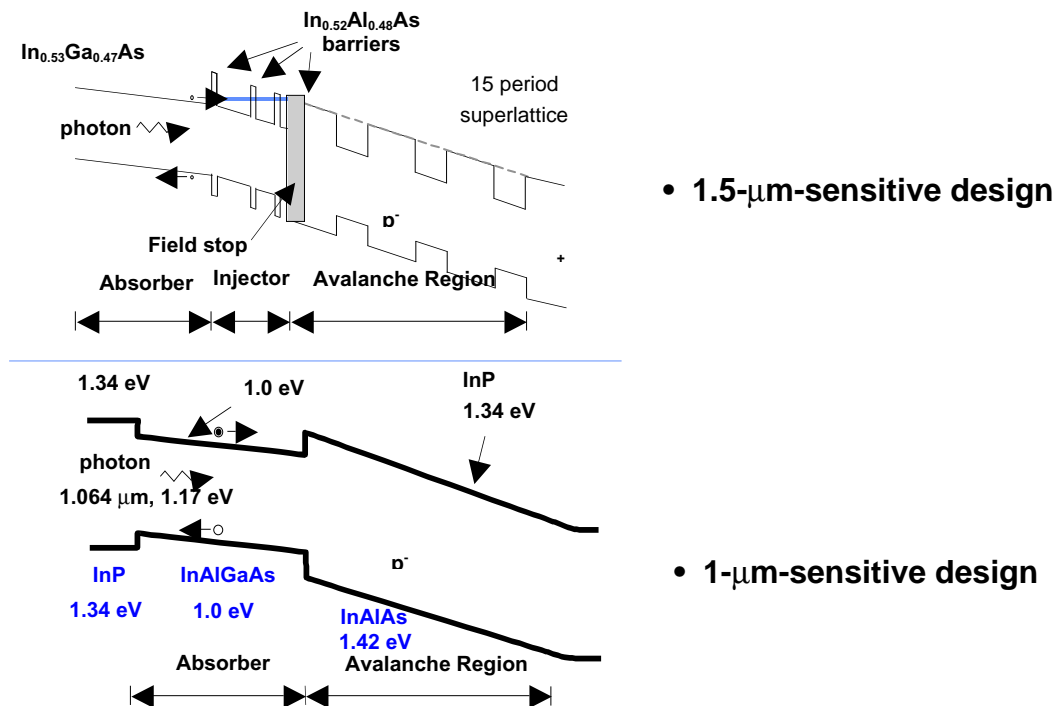 In₀.₅₂Al₀.₄₈As
barriers
In₀.₅₃Ga₀.₄₇As
15 period
superlattice
photon
p⁻
Field stop
+
Absorber Injector Avalanche Region
• 1.5-μm-sensitive design
1.34 eV
1.0 eV
InP
1.34 eV
photon
1.064 μm, 1.17 eV
p⁻
InP InAlGaAs
1.34 eV 1.0 eV
InAlAs
1.42 eV
Absorber Avalanche Region
• 1-μm-sensitive design